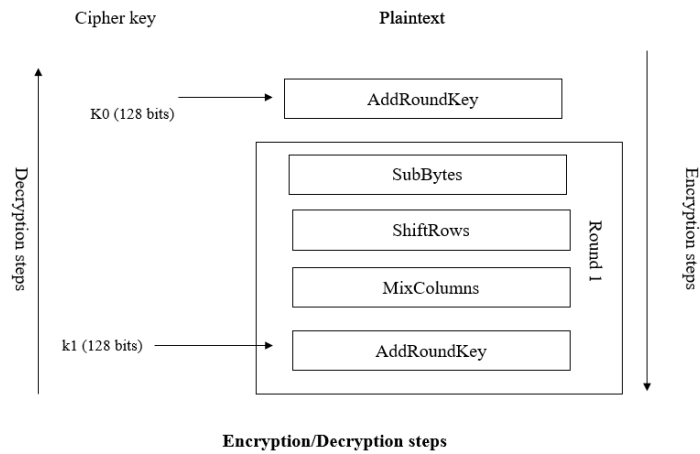 Cipher key
Plaintext
AddRoundKey
K0 (128 bits)
SubBytes
ShiftRows
MixColumns
AddRoundKey
k1 (128 bits)
Round 1
Decryption steps
Encryption steps
Encryption/Decryption steps